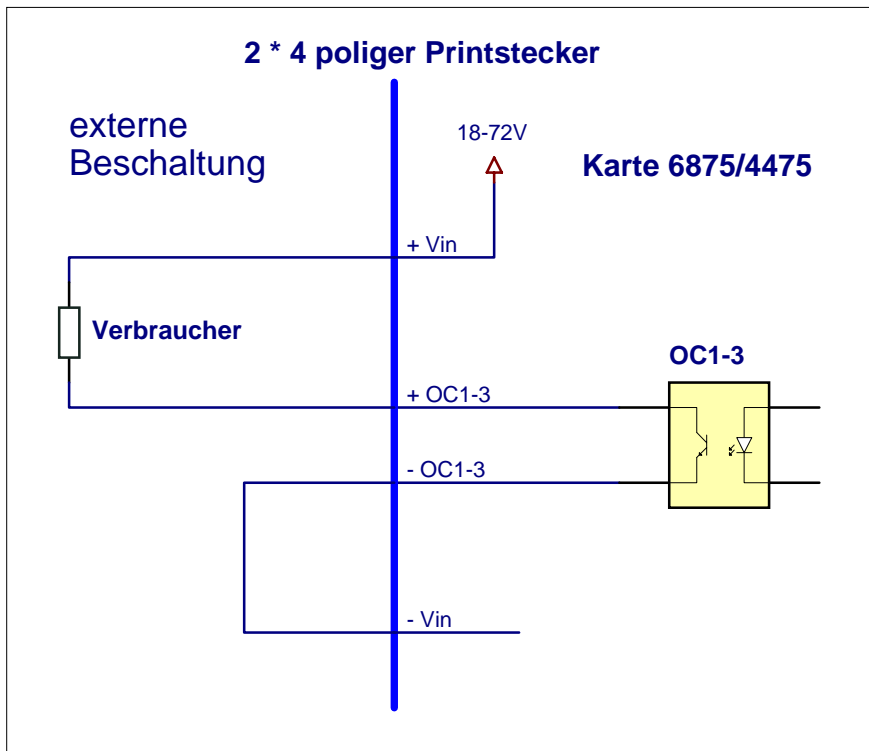 2 * 4 poliger Printstecker
externe
Beschaltung
18-72V
Karte 6875/4475
+ Vin
Verbraucher
OC1-3
+ OC1-3
- OC1-3
- Vin